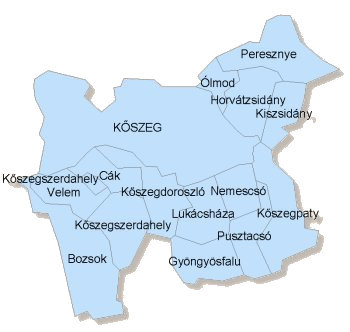 Peresznye
Ólmod
Horvátzsidány
Kiszsidány
KŐSZEG
Kőszegszerdahely
Cák
Velem
Kőszegdoroszló
Nemescsó
Lukácsháza
Kőszegpaty
Kőszegszerdahely
Pusztacsó
Bozsok
Gyöngyösfalu